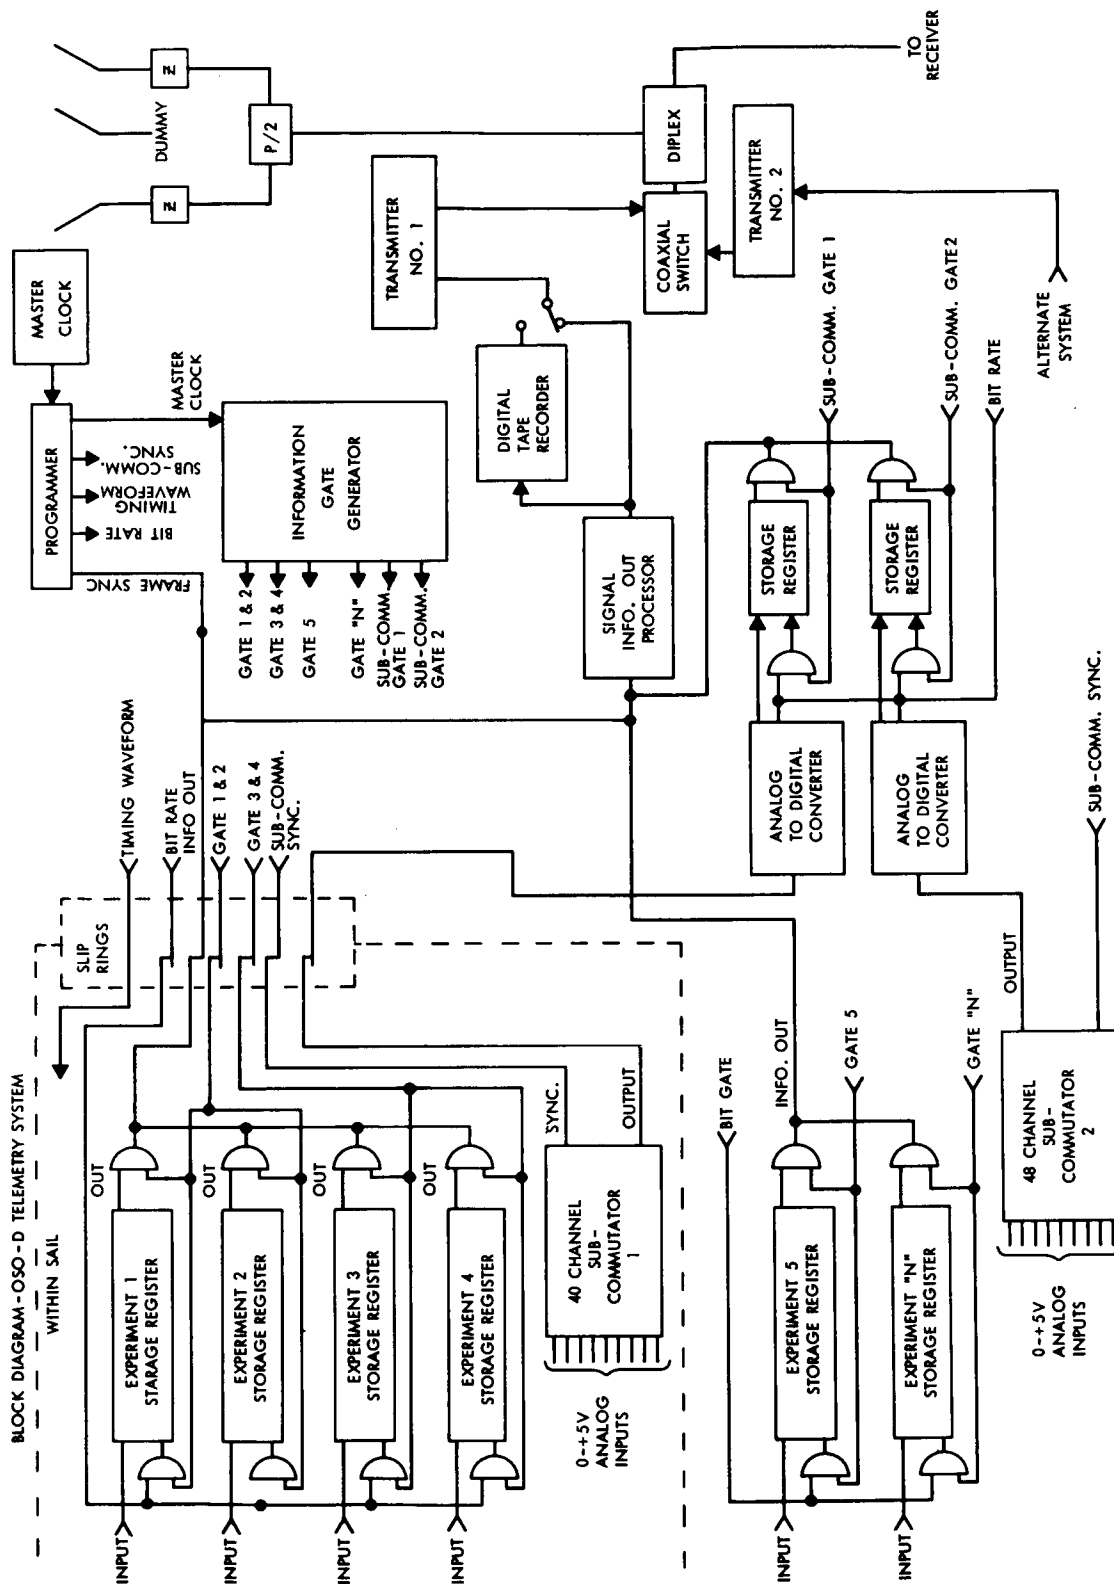 BLOCK DIAGRAM-OSO-D TELEMETRY SYSTEM
WITHIN SAIL
SLIP
RINGS
INPUT
EXPERIMENT 1
STARAGE REGISTER
OUT
INPUT
EXPERIMENT 2
STORAGE REGISTER
OUT
INPUT
EXPERIMENT 3
STORAGE REGISTER
OUT
INPUT
EXPERIMENT 4
STORAGE REGISTER
OUT
0-+5V
ANALOG
INPUTS
40 CHANNEL
SUB-
COMMUTATOR
1
SYNC.
OUTPUT
TIMING WAVEFORM
BIT RATE
INFO OUT
GATE 1 & 2
GATE 3 & 4
SUB-COMM.
SYNC.
PROGRAMMER
MASTER
CLOCK
FRAME SYNC
BIT RATE
TIMING
WAVEFORM
SUB-COMM.
SYNC.
MASTER
CLOCK
INFORMATION
GATE
GENERATOR
GATE 1 & 2
GATE 3 & 4
GATE 5
GATE "N"
SUB-COMM.
GATE 1
SUB-COMM.
GATE 2
Z
DUMMY
Z
P/2
TRANSMITTER
NO. 1
DIGITAL
TAPE
RECORDER
SIGNAL
INFO. OUT
PROCESSOR
COAXIAL
SWITCH
DIPLEX
TO
RECEIVER
TRANSMITTER
NO. 2
ALTERNATE
SYSTEM
ANALOG
TO DIGITAL
CONVERTER
STORAGE
REGISTER
SUB-COMM. GATE 1
ANALOG
TO DIGITAL
CONVERTER
STORAGE
REGISTER
SUB-COMM. GATE2
BIT RATE
BIT GATE
INPUT
EXPERIMENT 5
STORAGE REGISTER
INFO. OUT
GATE 5
INPUT
EXPERIMENT "N"
STORAGE REGISTER
GATE "N"
0-+5V
ANALOG
INPUTS
48 CHANNEL
SUB-
COMMUTATOR
2
OUTPUT
SUB-COMM. SYNC.